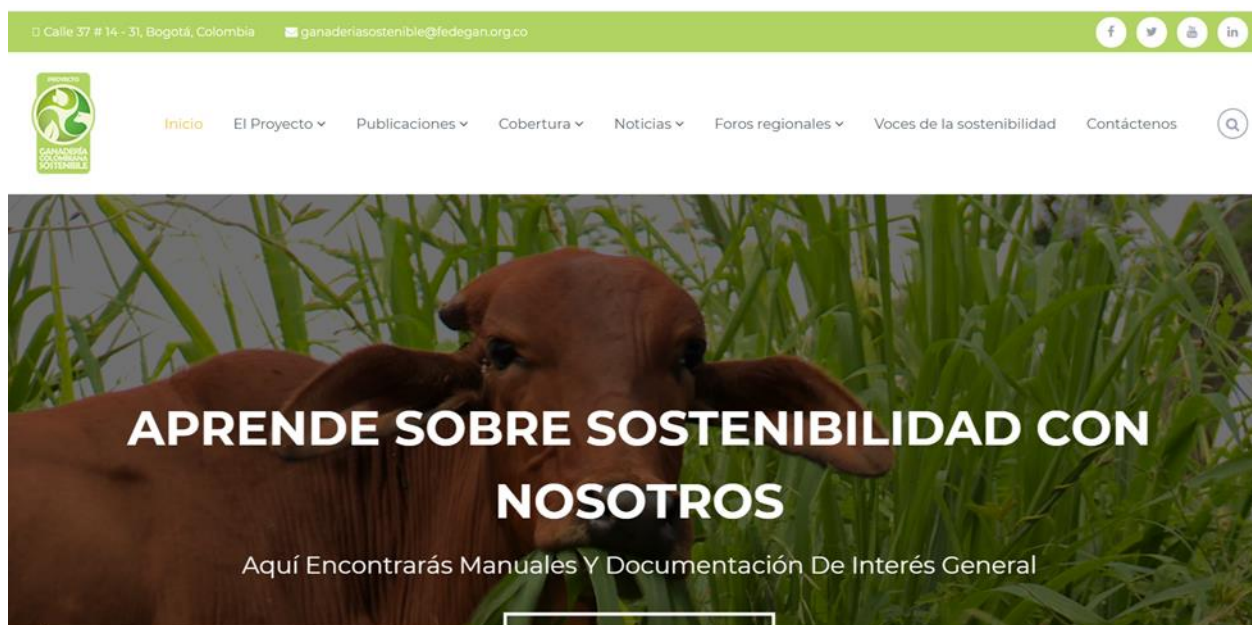 Calle 37 # 14 - 31, Bogotá, Colombia ganaderiasostenible@fedegan.org.co
PROYECTO
GANADERÍA
COLOMBIANA
SOSTENIBLE
Inicio El Proyecto Publicaciones Cobertura Noticias Foros regionales Voces de la sostenibilidad Contáctenos
APRENDE SOBRE SOSTENIBILIDAD CON
NOSOTROS
Aquí Encontrarás Manuales Y Documentación De Interés General